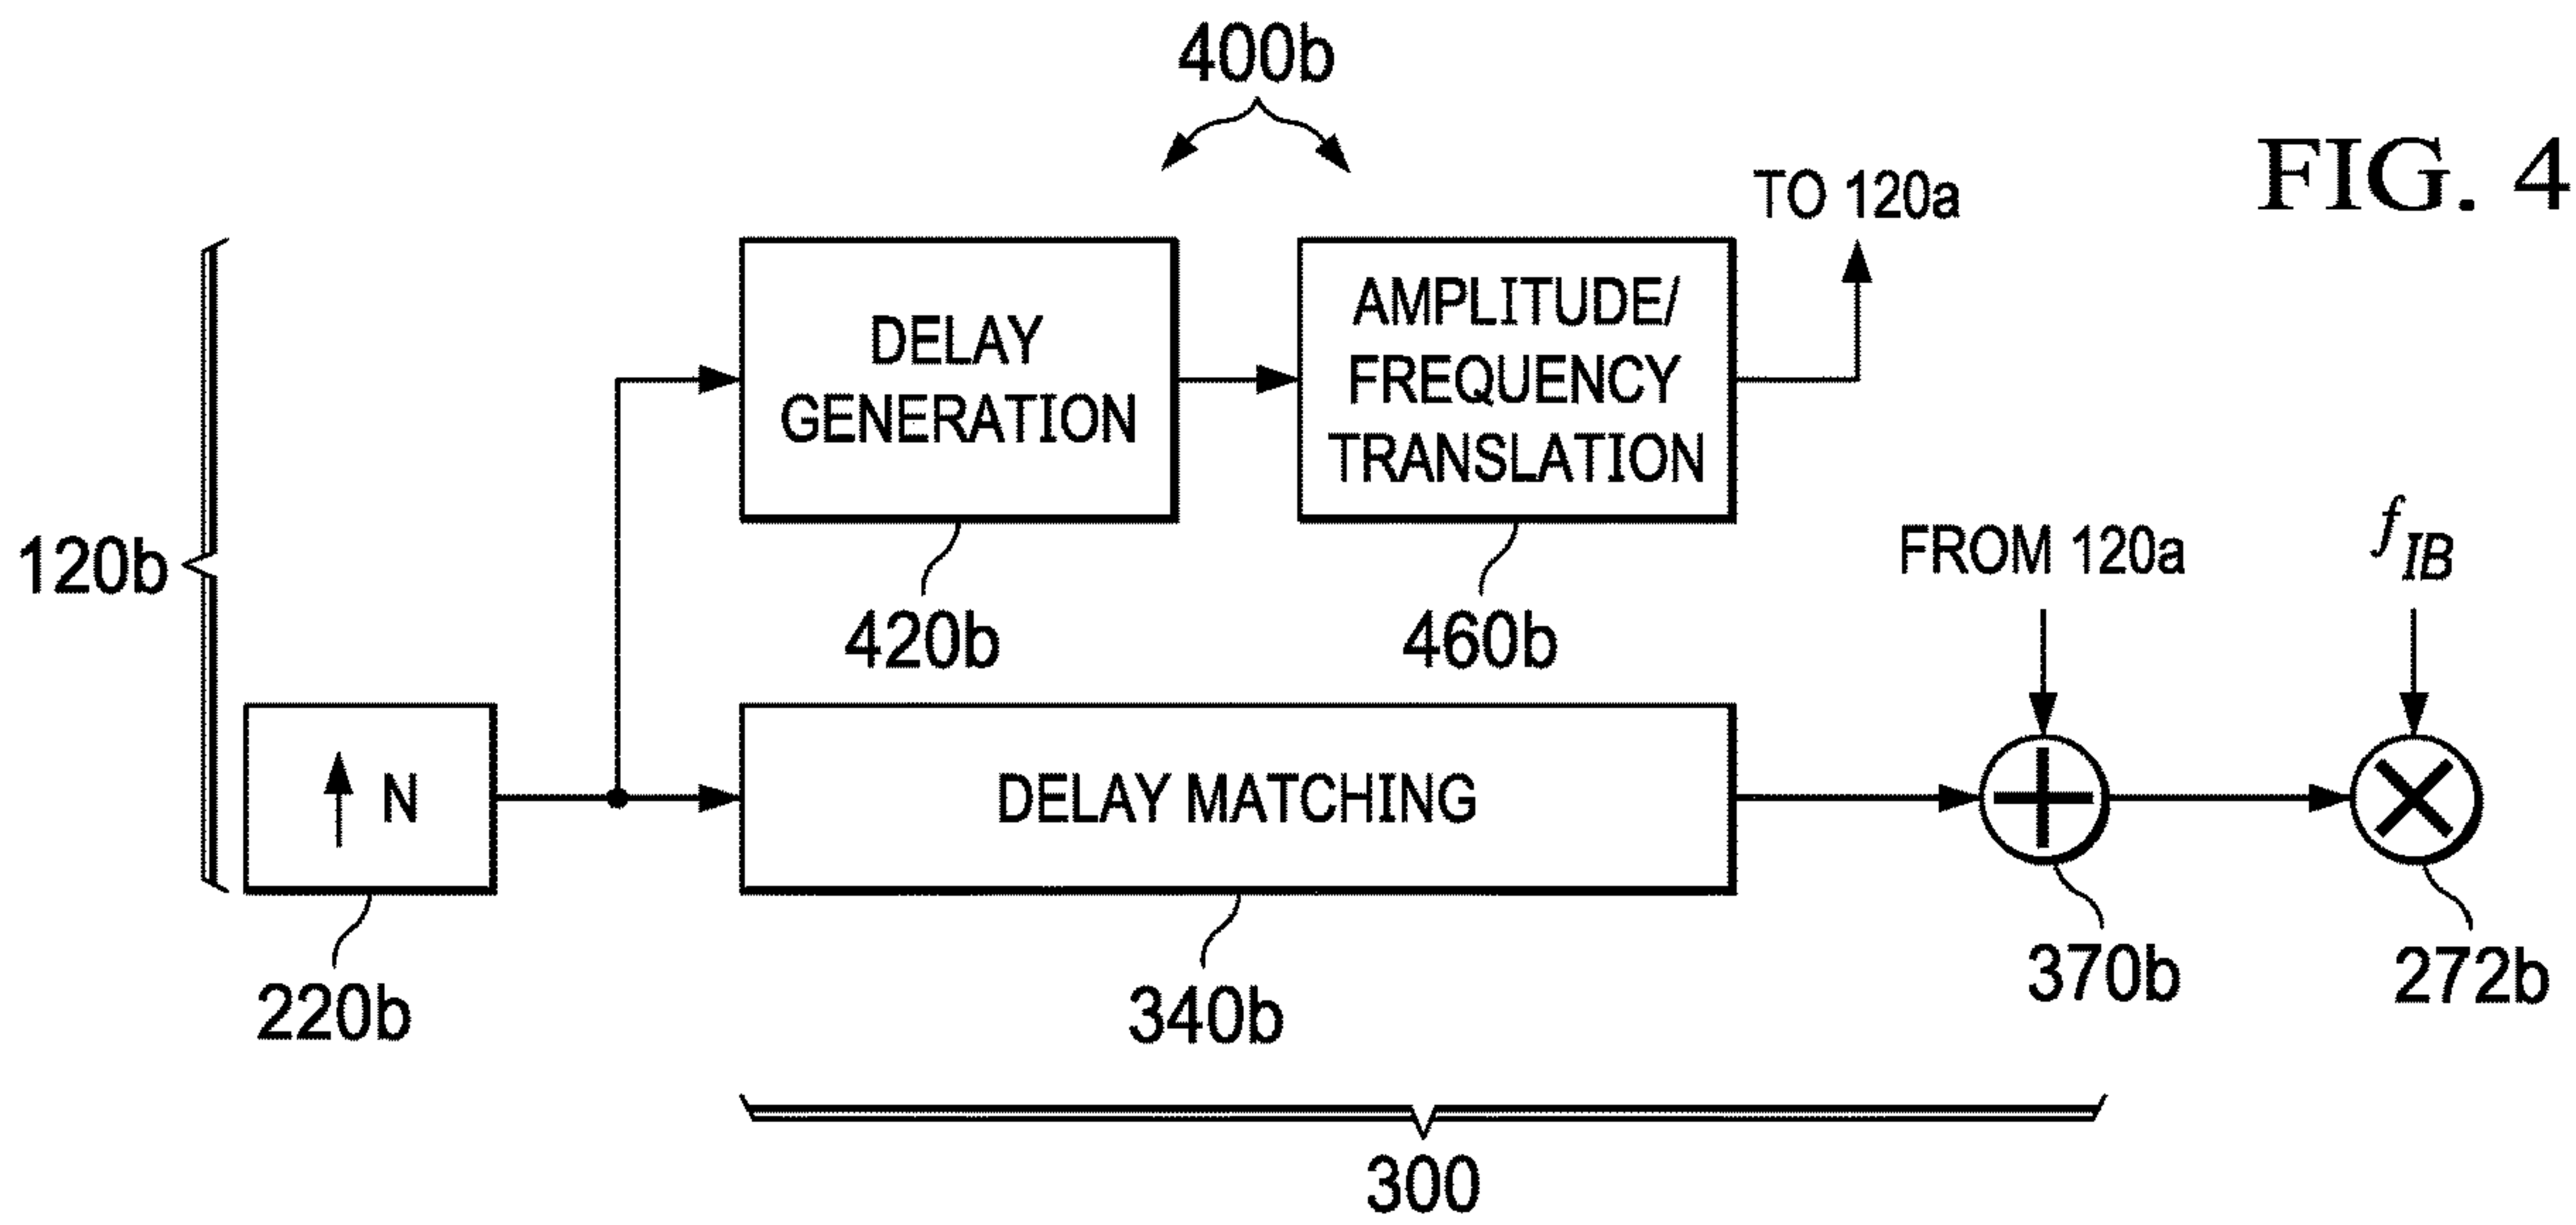 400b
FIG. 4
TO 120a
DELAY
GENERATION
AMPLITUDE/
FREQUENCY
TRANSLATION
120b
FROM 120a
f IB
420b
460b
↑ N
DELAY MATCHING
220b
340b
370b
272b
300